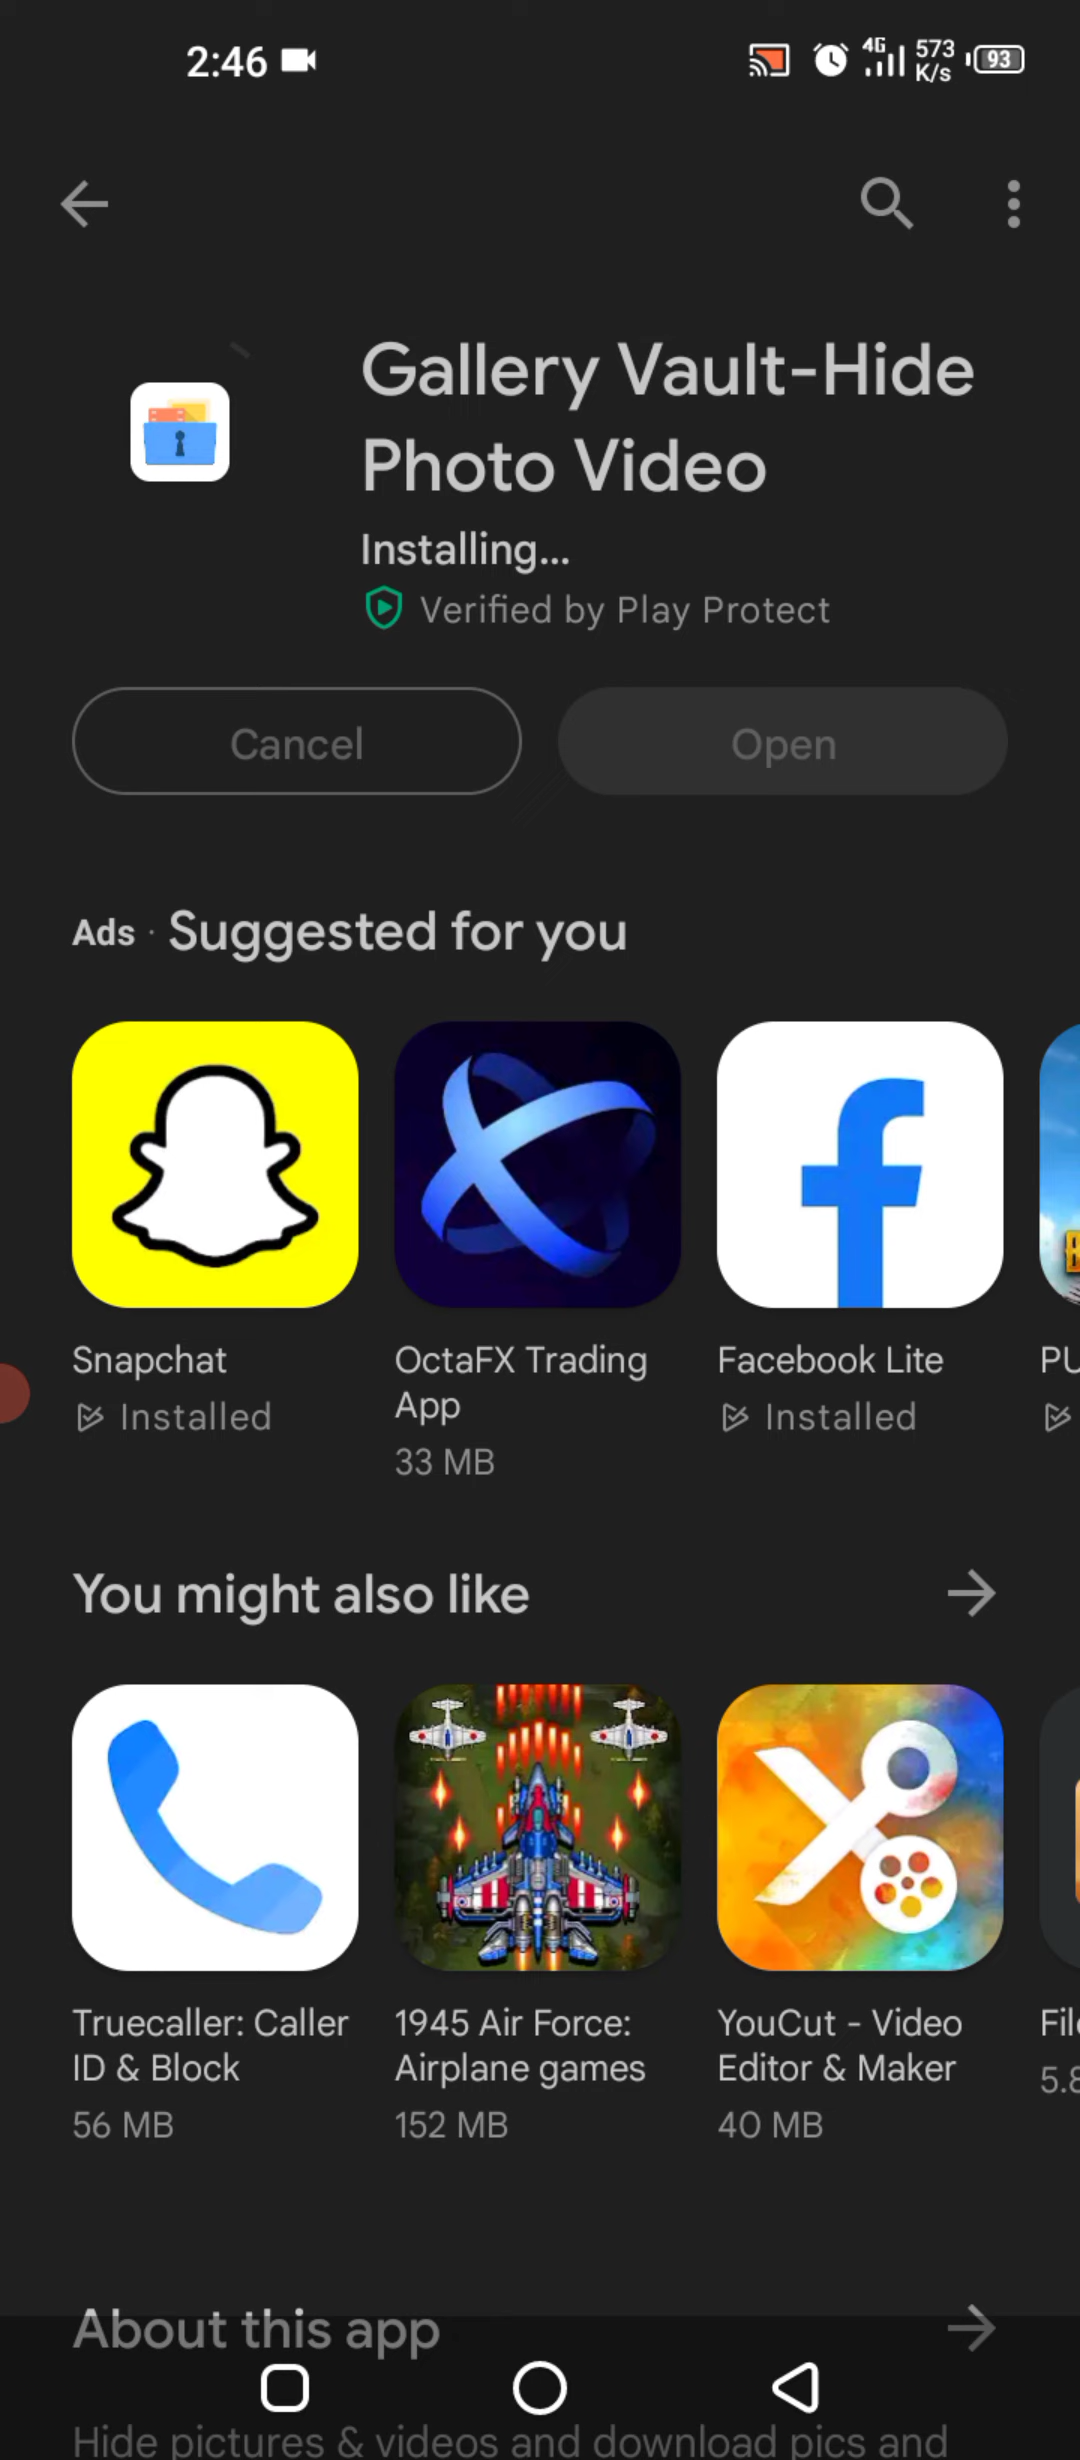 2:46
4G
573
K/s
93
Gallery Vault-Hide
Photo Video
Installing...
Verified by Play Protect
Cancel
Open
Ads · Suggested for you
Snapchat
Installed
OctaFX Trading
App
33 MB
Facebook Lite
Installed
PU
You might also like
Truecaller: Caller
ID & Block
56 MB
1945 Air Force:
Airplane games
152 MB
YouCut - Video
Editor & Maker
40 MB
File
5.8
About this app
Hide pictures & videos and download pics and